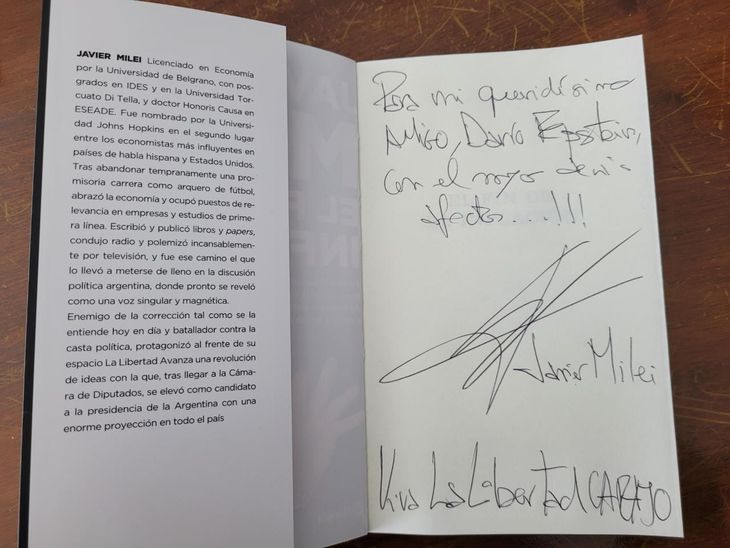 JAVIER MILEI Licenciado en Economía
por la Universidad de Belgrano, con pos-
grados en IDES y en la Universidad Tor-
cuato Di Tella, y doctor Honoris Causa en
ESEADE. Fue nombrado por la Universi-
dad Johns Hopkins en el segundo lugar
entre los economistas más influyentes en
países de habla hispana y Estados Unidos.
Tras abandonar tempranamente una pro-
misoria carrera como arquero de fútbol,
abrazó la economía y ocupó puestos de re-
levancia en empresas y estudios de prime-
ra línea. Escribió y publicó libros y papers,
condujo radio y polemizó incansablemen-
te por televisión, y fue ese camino el que
lo llevó a meterse de lleno en la discusión
política argentina, donde pronto se reveló
como una voz singular y magnética.
Enemigo de la corrección tal como se la
entiende hoy en día y batallador contra la
casta política, protagonizó al frente de su
espacio La Libertad Avanza una revolución
de ideas con la que, tras llegar a la Cáma-
ra de Diputados, se elevó como candidato
a la presidencia de la Argentina con una
enorme proyección en todo el país
Para mi queridísimo
Amigo, Dario Epstein,
con el mayor de mis
afectos....!!!
Javier Milei
Viva La Libertad CARAJO